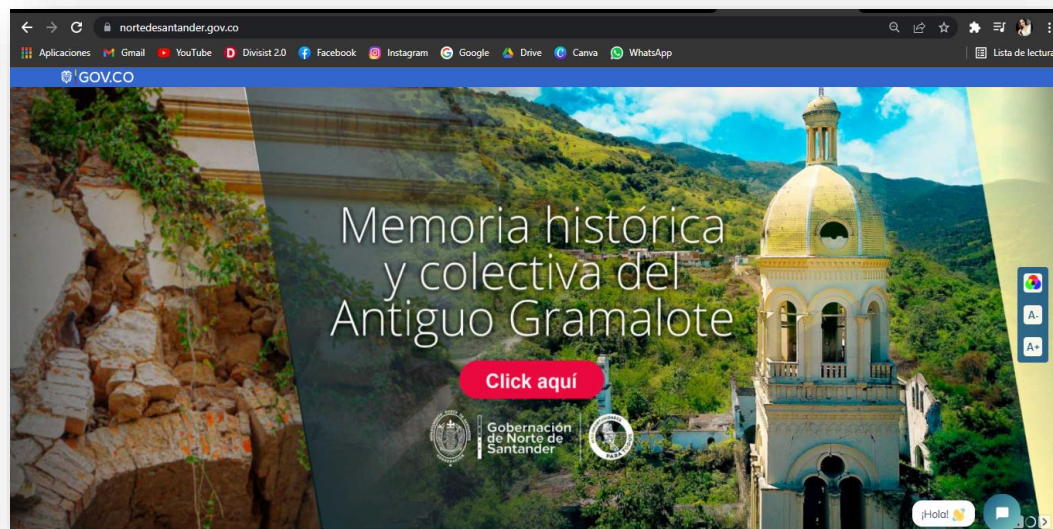 nortedesantander.gov.co
Aplicaciones Gmail YouTube Divisist 2.0 Facebook Instagram Google Drive Canva WhatsApp Lista de lectura
GOV.CO
Memoria histórica
y colectiva del
Antiguo Gramalote
Click aquí
Gobernación
de Norte de
Santander
A-
A+
¡Hola! 👋